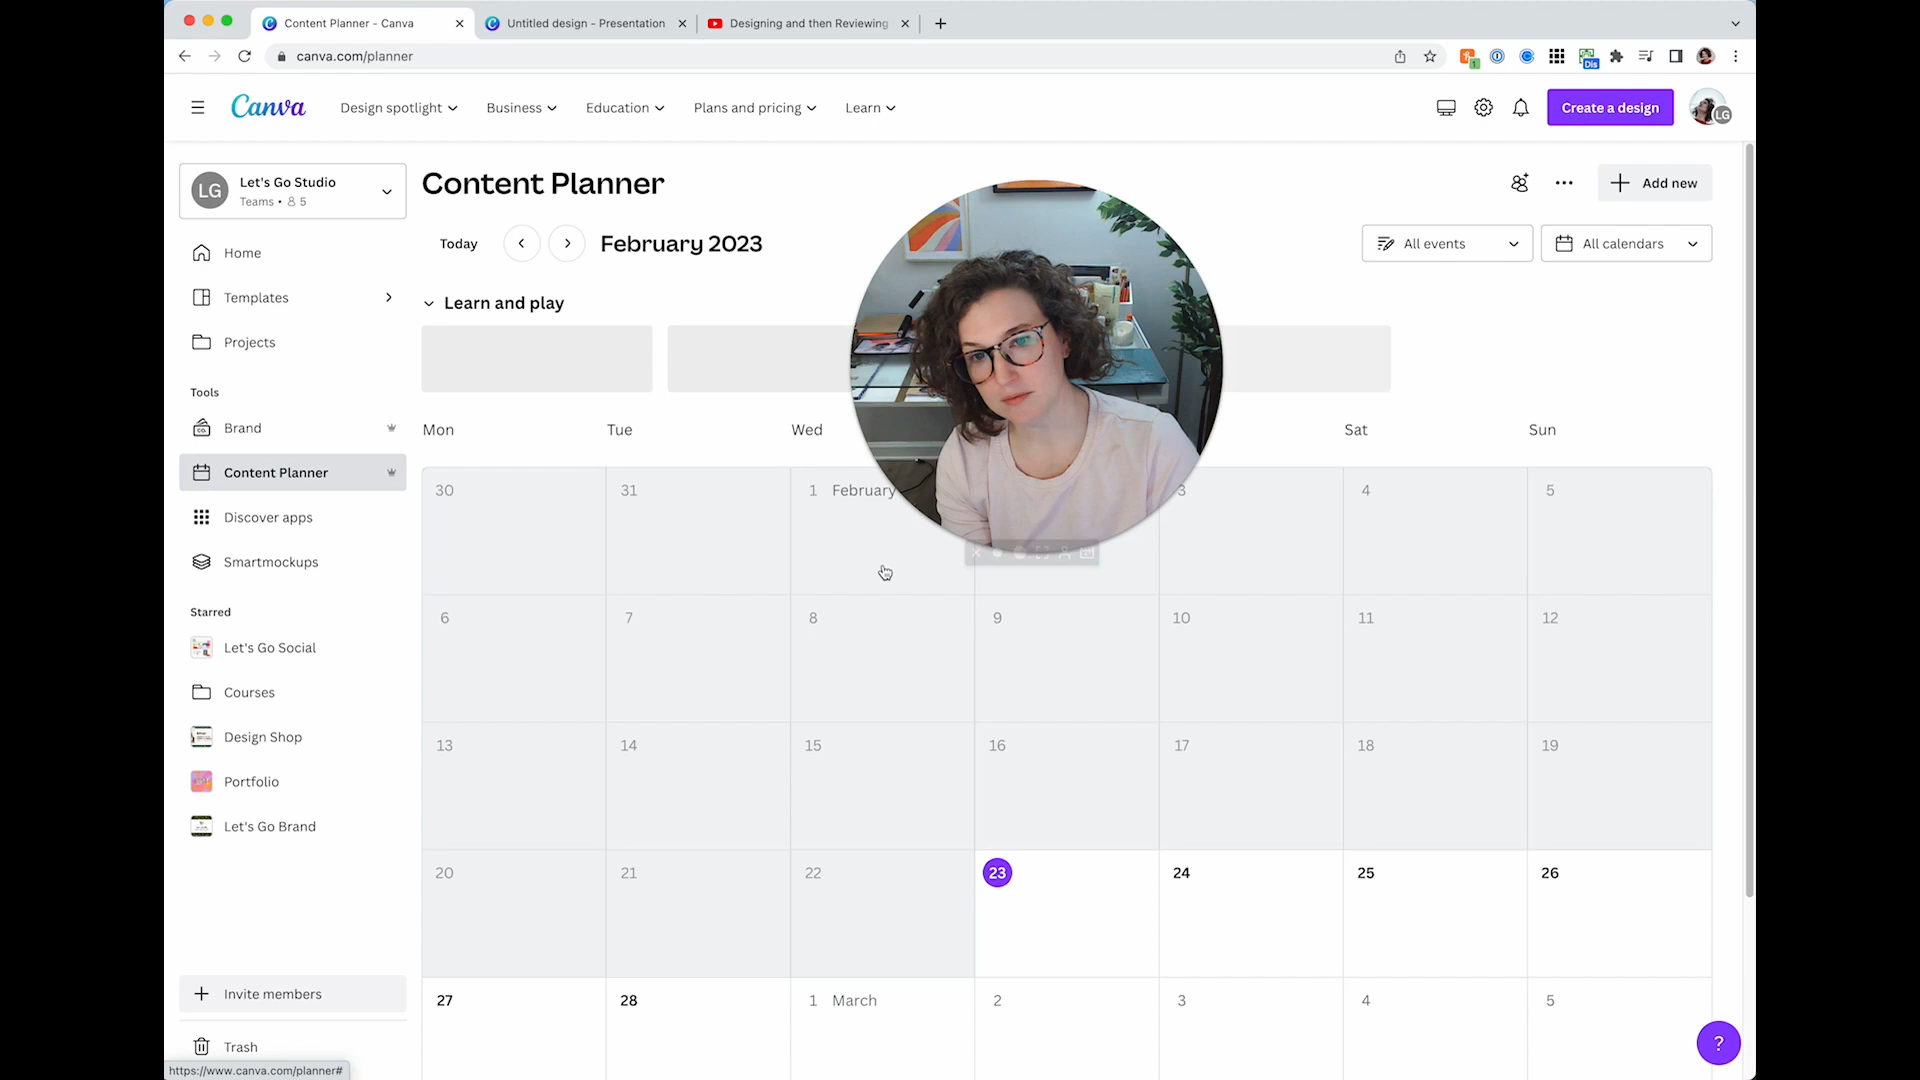 Content Planner - Canva
Untitled design - Presentation
Designing and then Reviewing
canva.com/planner
1
Dis
Canva
Design spotlight
Business
Education
Plans and pricing
Learn
Create a design
LG
LG
Let's Go Studio
Teams • 5
Content Planner
Add new
Home
Today
February 2023
All events
All calendars
Templates
Learn and play
Projects
Tools
Brand
Mon
Tue
Wed
Sat
Sun
Content Planner
30
31
1 February
3
4
5
Discover apps
Smartmockups
Starred
6
7
8
9
10
11
12
Let's Go Social
Courses
Design Shop
13
14
15
16
17
18
19
Portfolio
Let's Go Brand
20
21
22
23
24
25
26
Invite members
27
28
1 March
2
3
4
5
Trash
?
https://www.canva.com/planner#